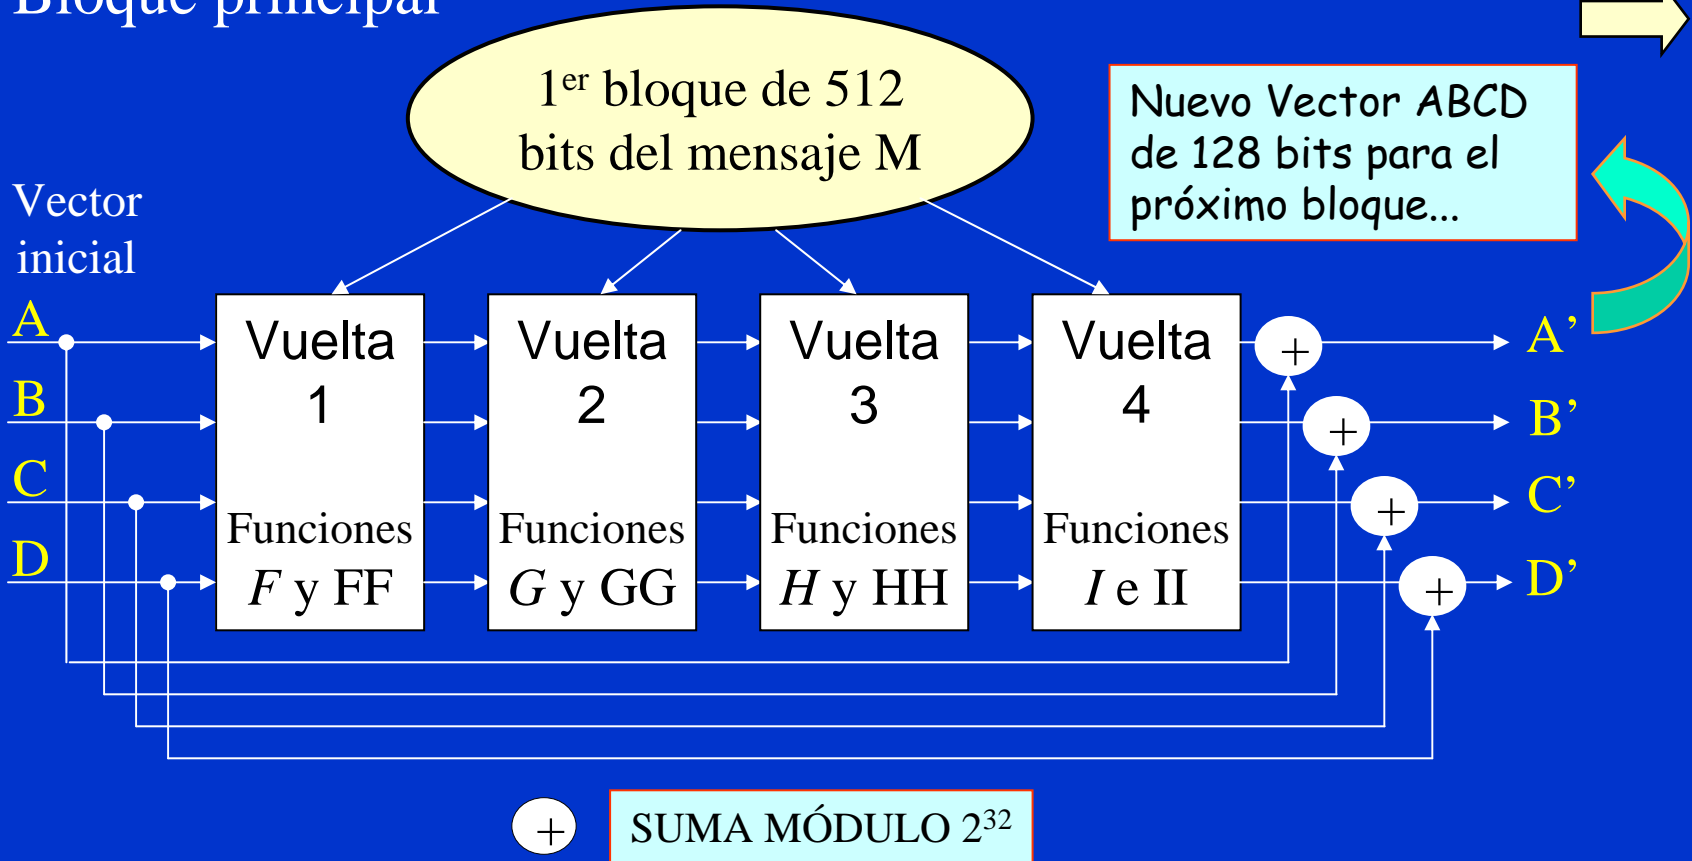 Bloque principal
1er bloque de 512
bits del mensaje M
Nuevo Vector ABCD
de 128 bits para el
próximo bloque...
Vector
inicial
A
B
C
D
Vuelta
1
Funciones
F y FF
Vuelta
2
Funciones
G y GG
Vuelta
3
Funciones
H y HH
Vuelta
4
Funciones
I e II
+
+
+
+
A’
B’
C’
D’
+
SUMA MÓDULO 2³²